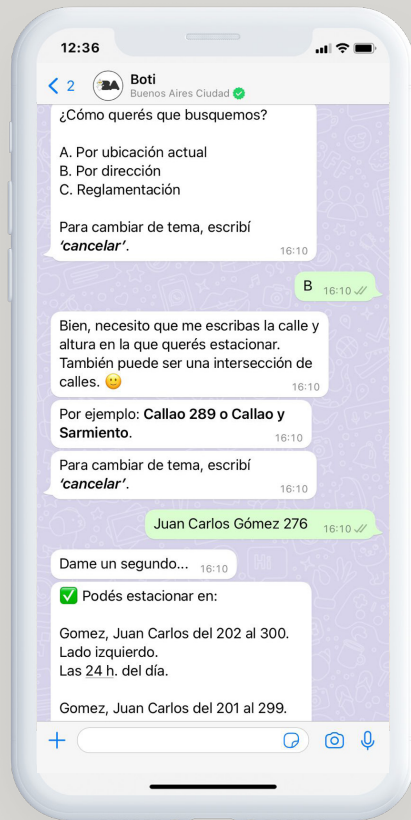 12:36
2
BA
Boti
Buenos Aires Ciudad
¿Cómo querés que busquemos?
A. Por ubicación actual
B. Por dirección
C. Reglamentación
Para cambiar de tema, escribí
‘cancelar’.
16:10
B 16:10
Bien, necesito que me escribas la calle y
altura en la que querés estacionar.
También puede ser una intersección de
calles. 🙂
16:10
Por ejemplo: Callao 289 o Callao y
Sarmiento.
16:10
Para cambiar de tema, escribí
‘cancelar’.
16:10
Juan Carlos Gómez 276 16:10
Dame un segundo... 16:10
✅ Podés estacionar en:
Gomez, Juan Carlos del 202 al 300.
Lado izquierdo.
Las 24 h. del día.
Gomez, Juan Carlos del 201 al 299.